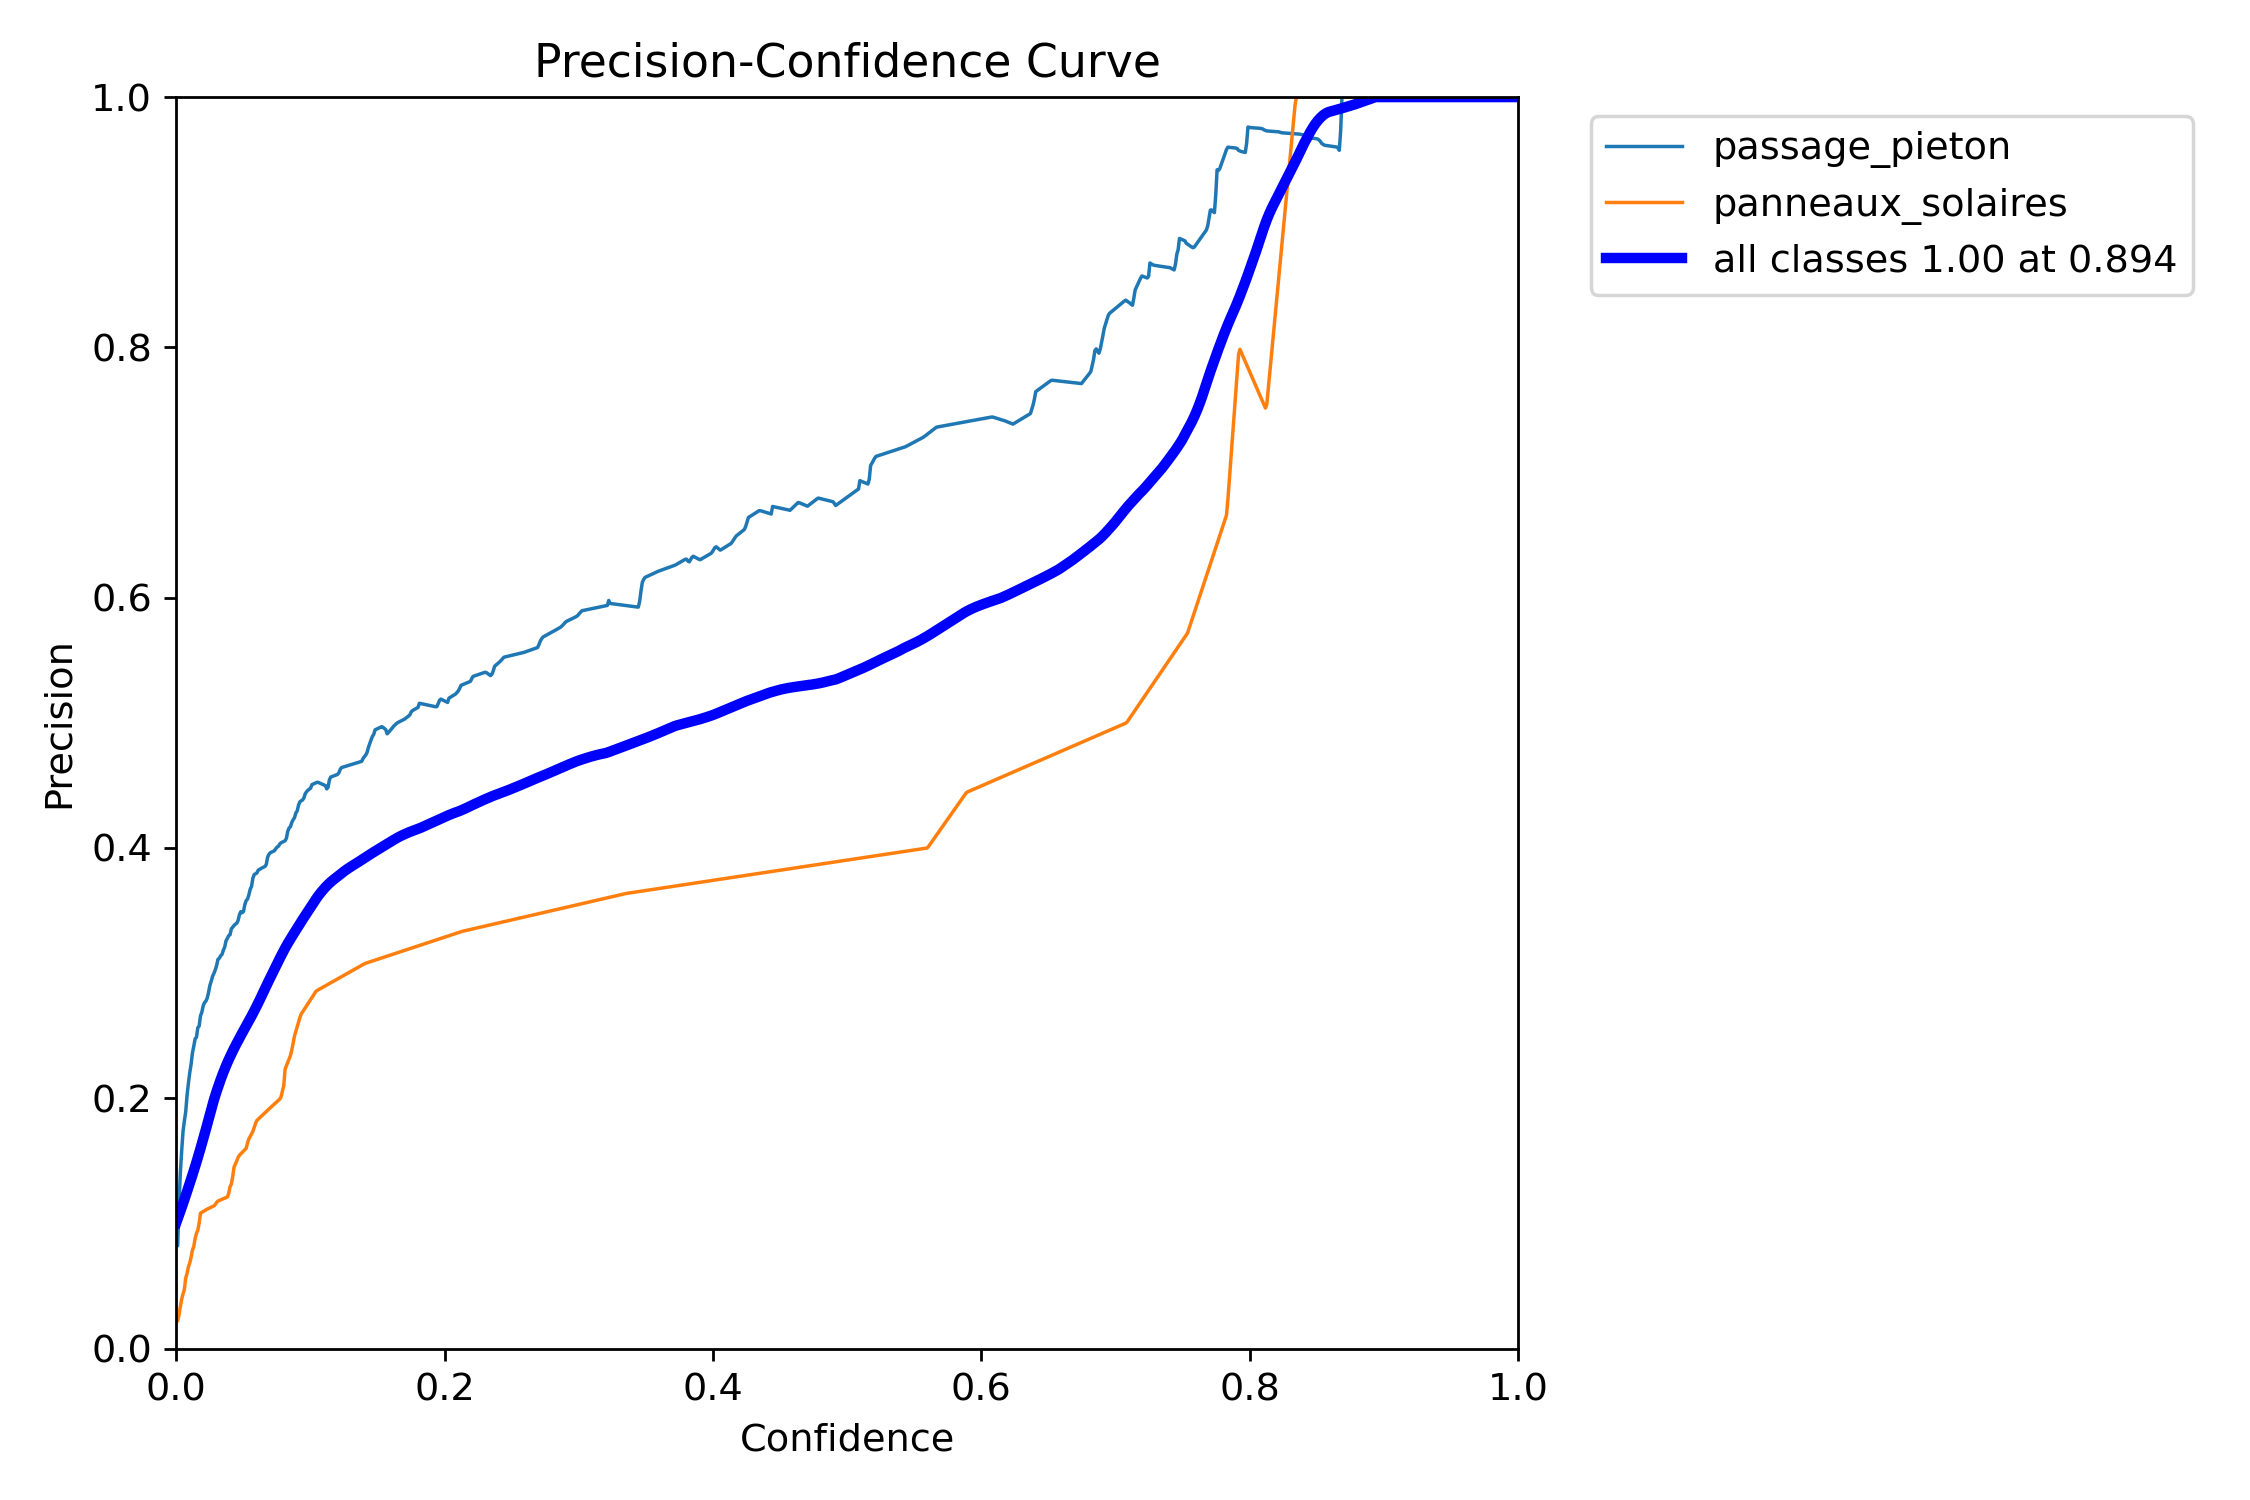 Precision-Confidence Curve
1.0
0.8
0.6
0.4
0.2
0.0
Precision
0.0 0.2 0.4 0.6 0.8 1.0
Confidence
passage_pieton
panneaux_solaires
all classes 1.00 at 0.894